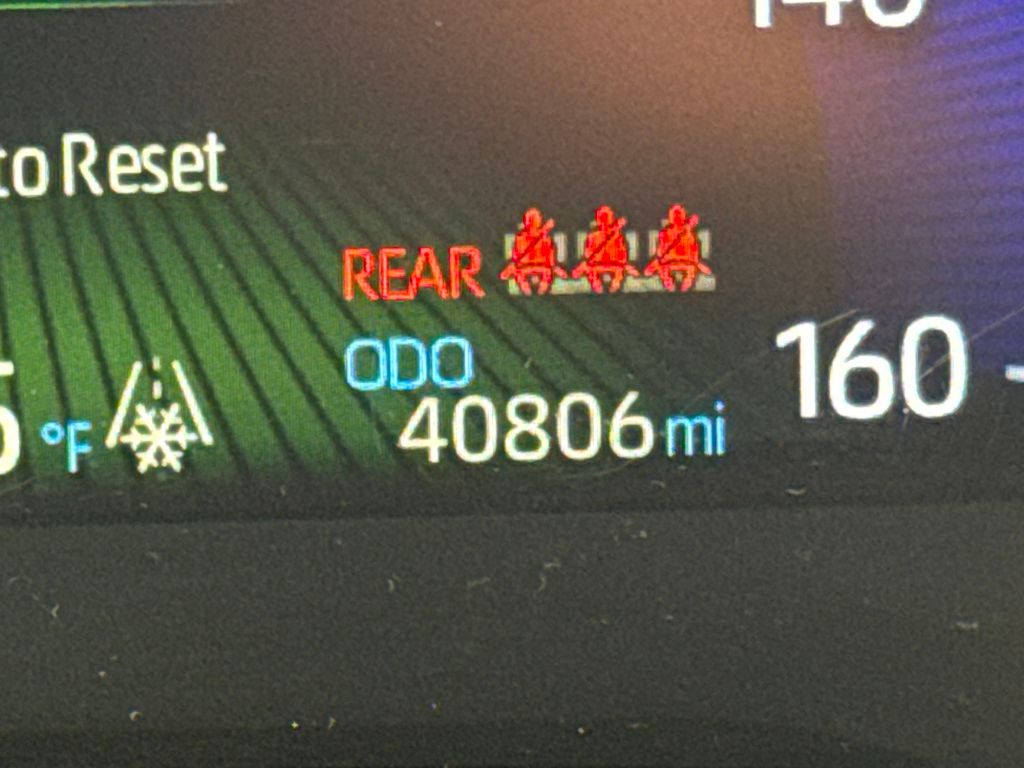 to Reset
REAR
ODO
40806 mi
160
°F